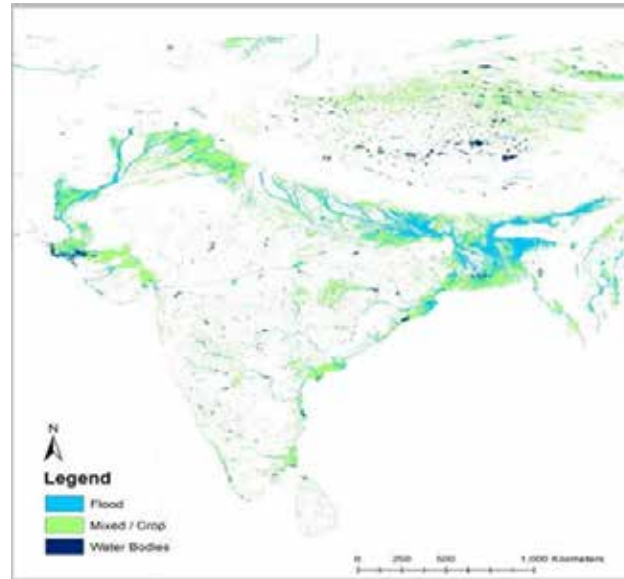 N
Legend
Flood
Mixed / Crop
Water Bodies
0 250 500 1,000 Kilometers